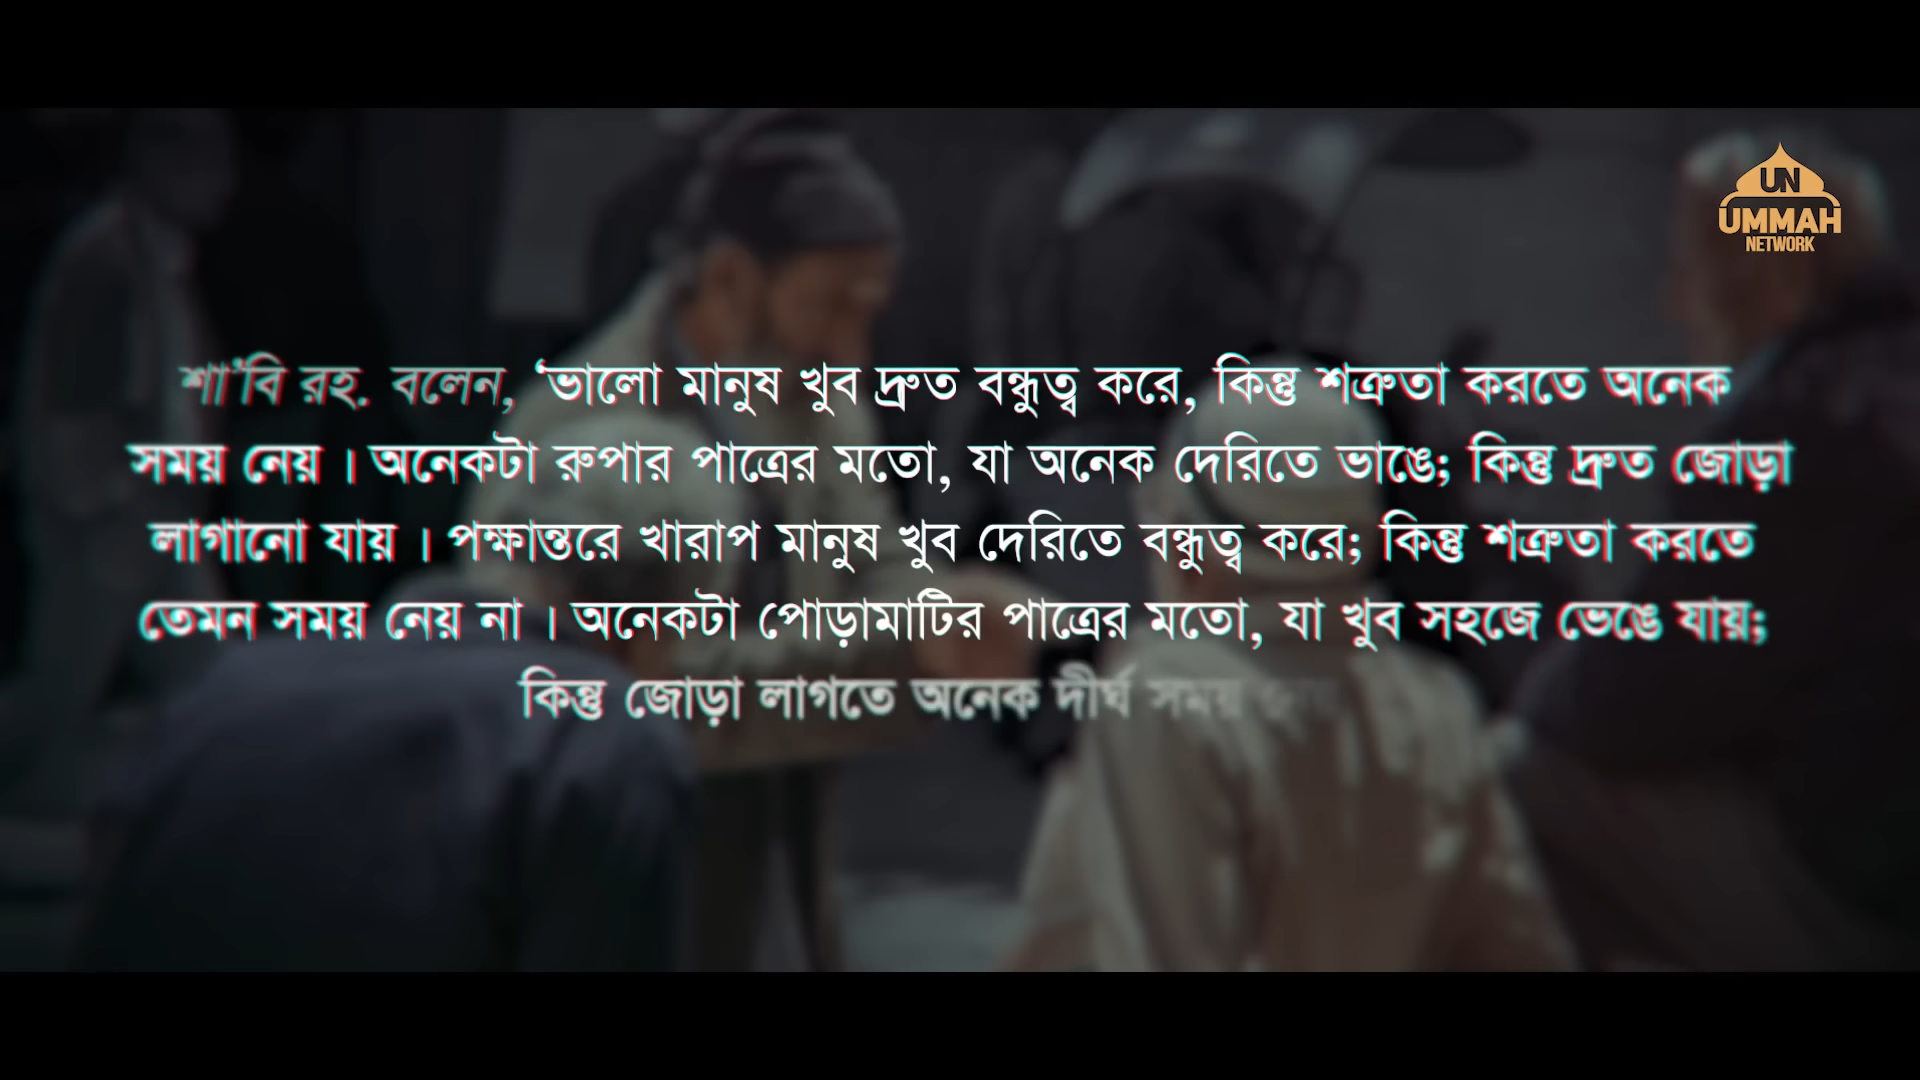 UN
UMMAH
NETWORK
শা'বি রহ. বলেন, ‘ভালো মানুষ খুব দ্রুত বন্ধুত্ব করে, কিন্তু শত্রুতা করতে অনেক
সময় নেয় । অনেকটা রুপার পাত্রের মতো, যা অনেক দেরিতে ভাঙে; কিন্তু দ্রুত জোড়া
লাগানো যায় । পক্ষান্তরে খারাপ মানুষ খুব দেরিতে বন্ধুত্ব করে; কিন্তু শত্রুতা করতে
তেমন সময় নেয় না । অনেকটা পোড়ামাটির পাত্রের মতো, যা খুব সহজে ভেঙে যায়;
কিন্তু জোড়া লাগতে অনেক দীর্ঘ সময়